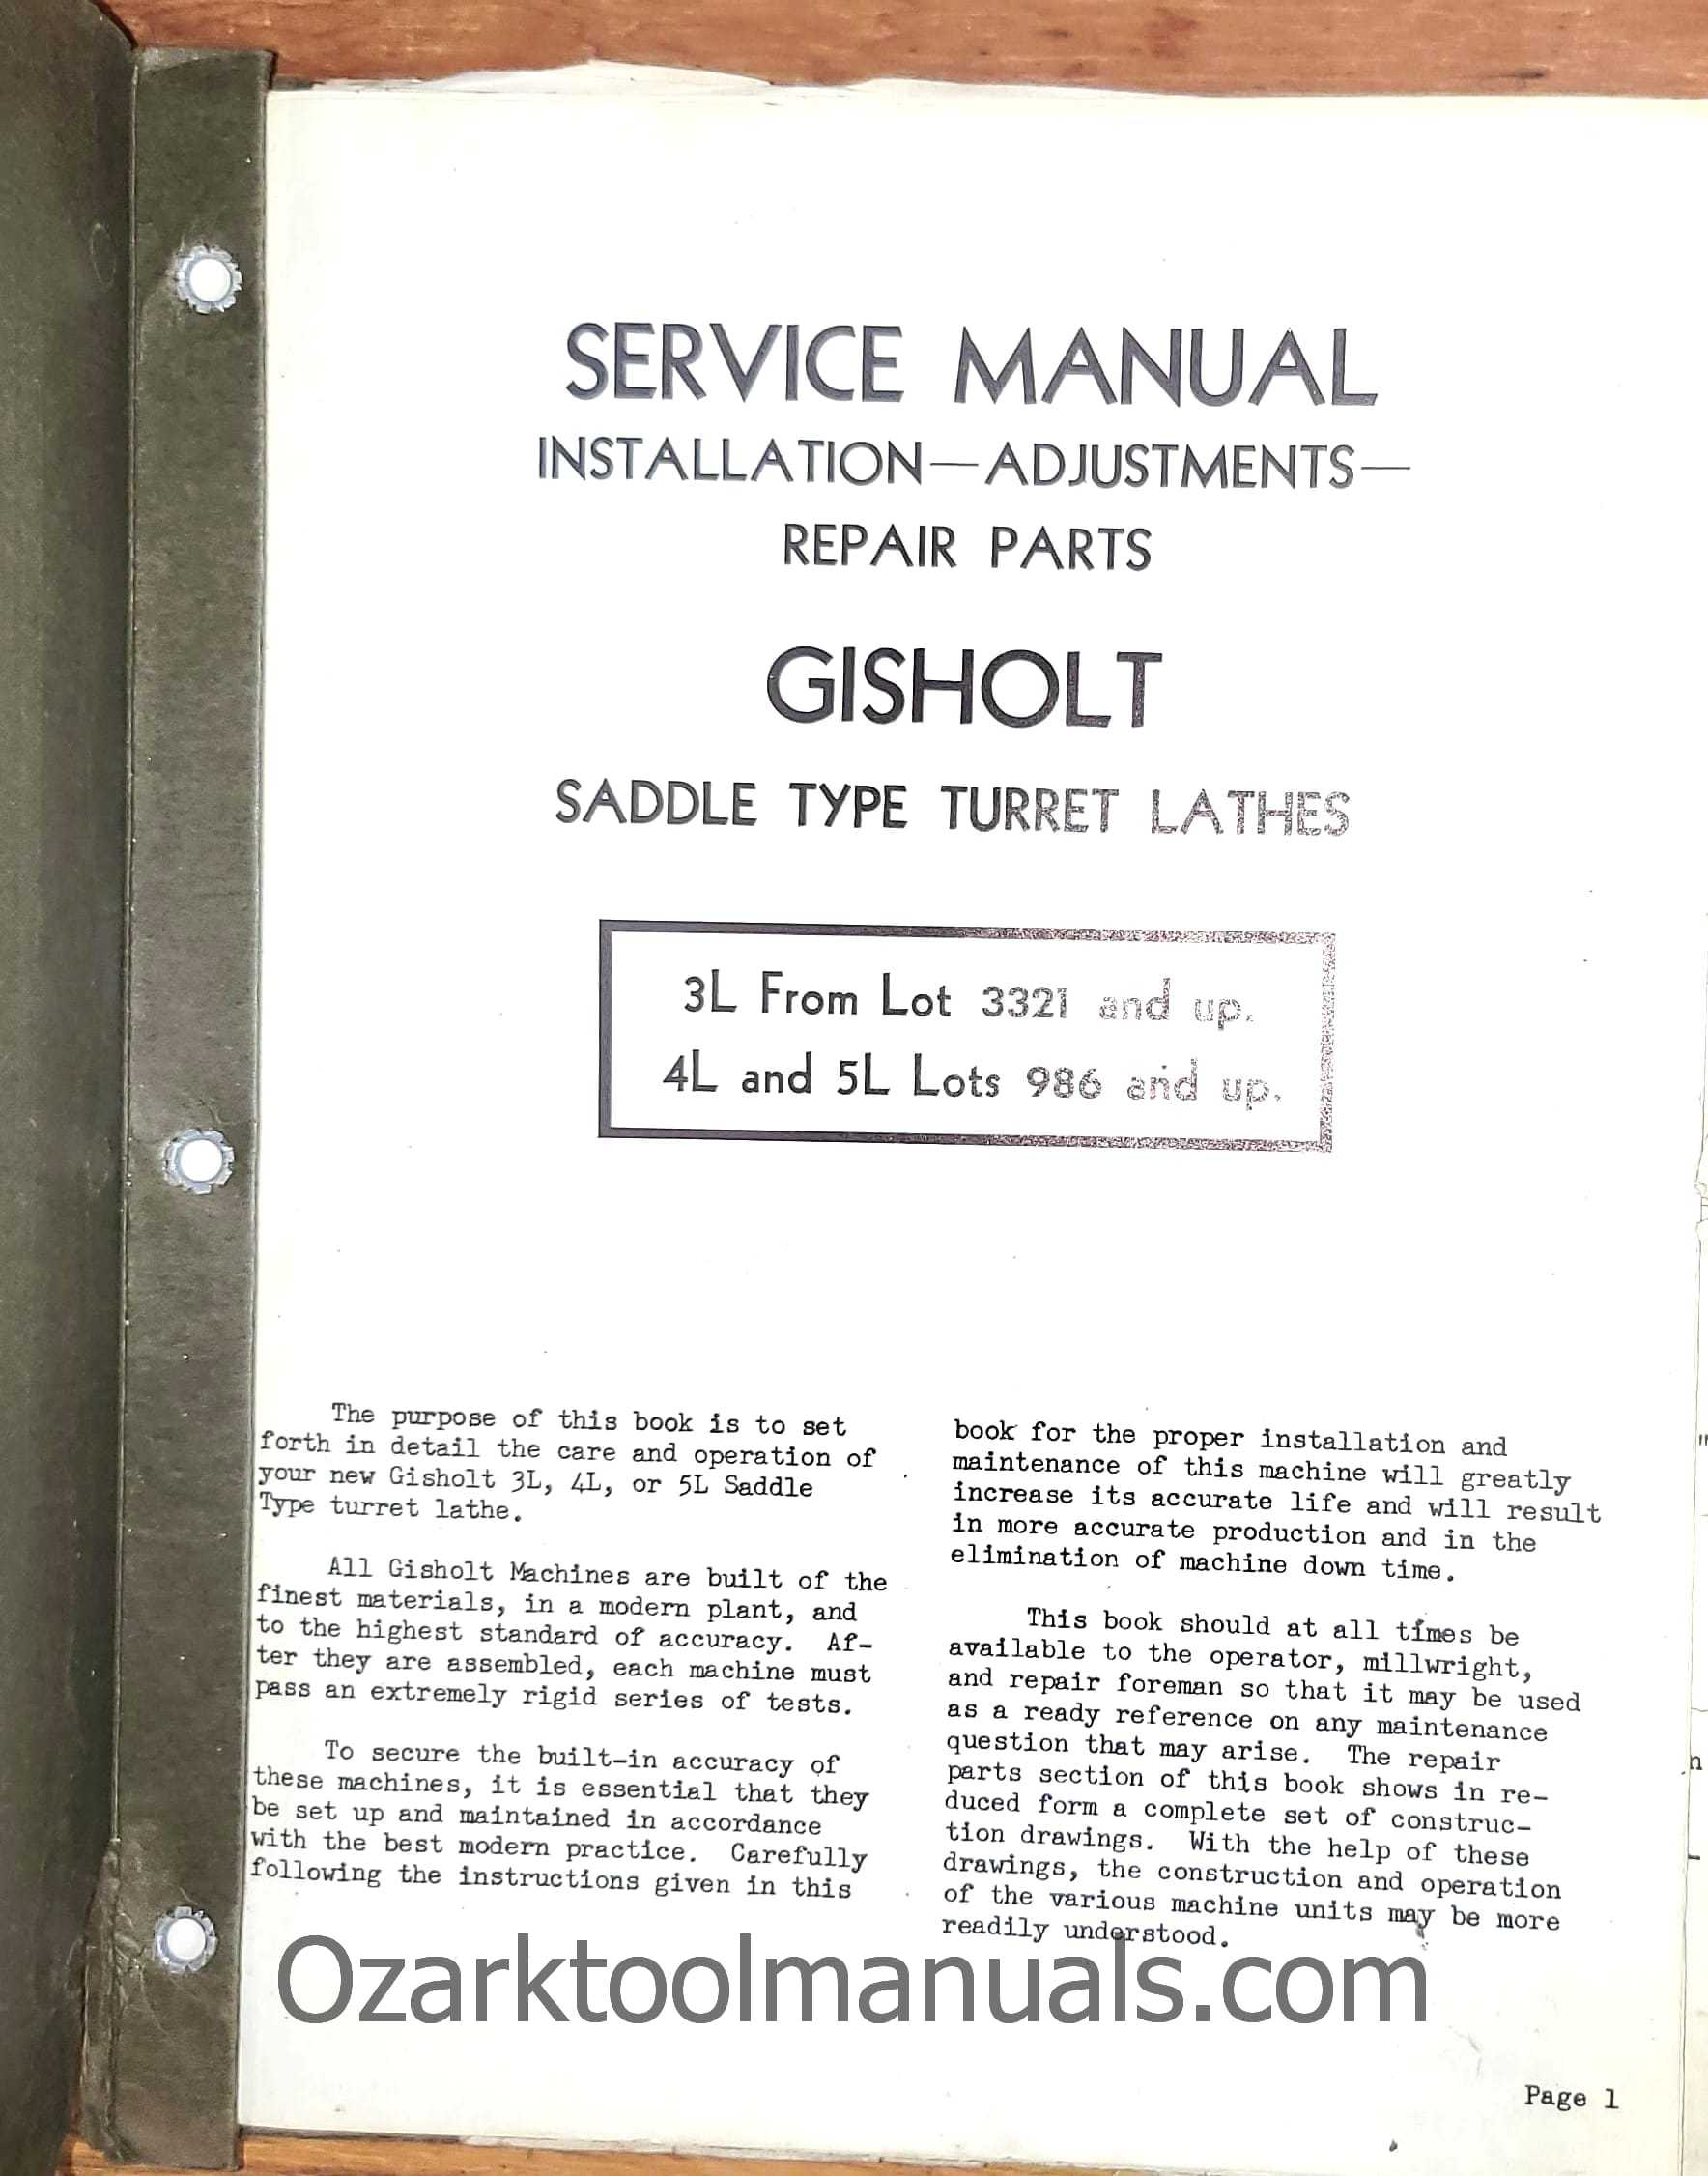 SERVICE MANUAL
INSTALLATION—ADJUSTMENTS—
REPAIR PARTS
GISHOLT
SADDLE TYPE TURRET LATHES
3L From Lot 3321 and up.
4L and 5L Lots 986 and up.
The purpose of this book is to set
forth in detail the care and operation of
your new Gisholt 3L, 4L, or 5L Saddle
Type turret lathe.
All Gisholt Machines are built of the
finest materials, in a modern plant, and
to the highest standard of accuracy. Af-
ter they are assembled, each machine must
pass an extremely rigid series of tests.
To secure the built-in accuracy of
these machines, it is essential that they
be set up and maintained in accordance
with the best modern practice. Carefully
following the instructions given in this
book for the proper installation and
maintenance of this machine will greatly
increase its accurate life and will result
in more accurate production and in the
elimination of machine down time.
This book should at all times be
available to the operator, millwright,
and repair foreman so that it may be used
as a ready reference on any maintenance
question that may arise. The repair
parts section of this book shows in re-
duced form a complete set of construc-
tion drawings. With the help of these
drawings, the construction and operation
of the various machine units may be more
readily understood.
Ozarktoolmanuals.com
Page 1